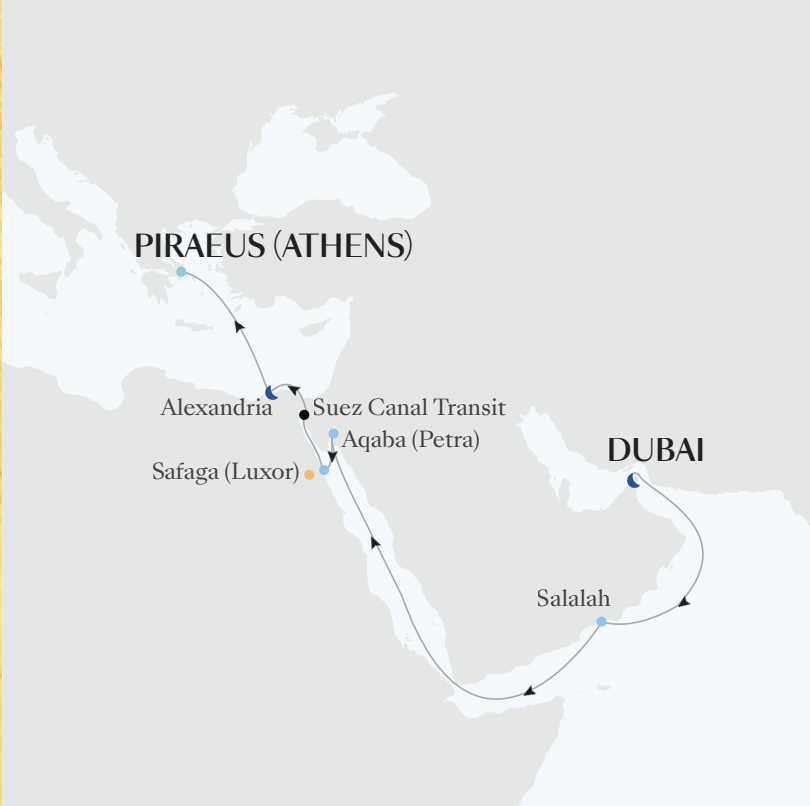 PIRAEUS (ATHENS)
Alexandria
Suez Canal Transit
Aqaba (Petra)
DUBAI
Safaga (Luxor)
Salalah